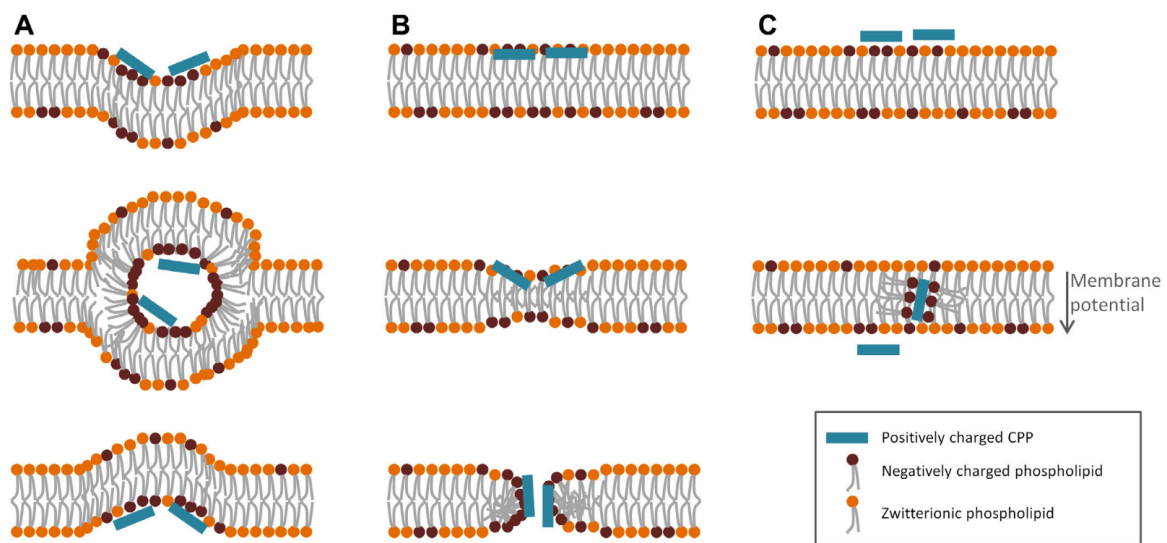 A
B
C
Membrane
potential
Positively charged CPP
Negatively charged phospholipid
Zwitterionic phospholipid